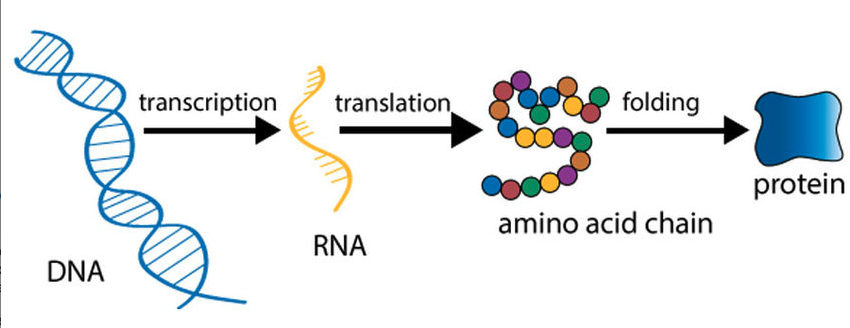 transcription
translation
folding
DNA
RNA
amino acid chain
protein